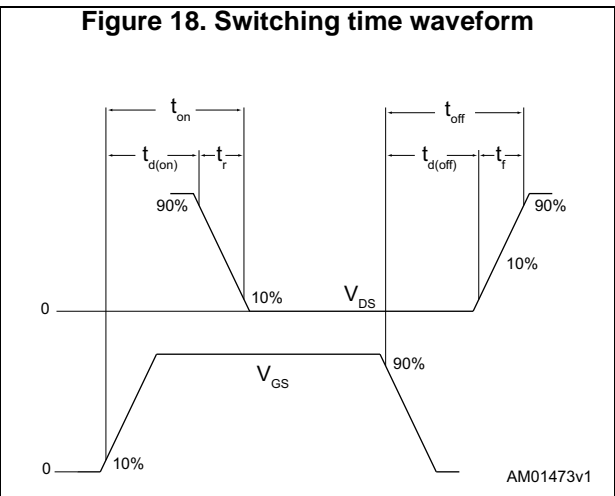 Figure 18. Switching time waveform
ton toff
td(on) tr td(off) tf
90% 90%
10%
10% VDS
0
90%
VGS
0 10%
AM01473v1